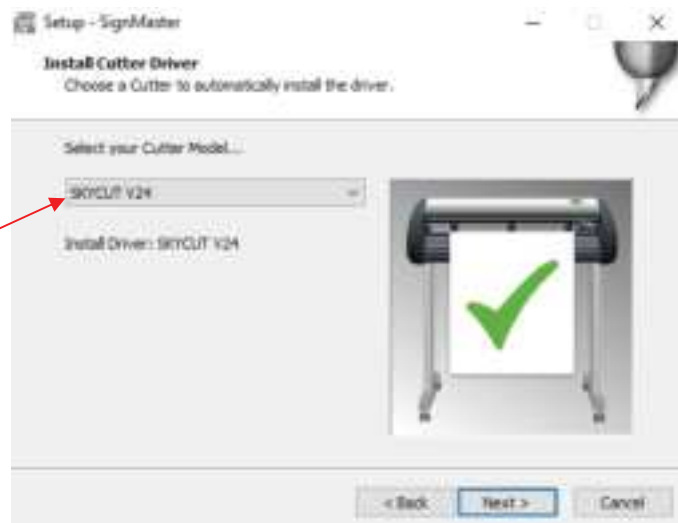 Setup - SignMaster
Install Cutter Driver
Choose a Cutter to automatically install the driver.
Select your Cutter Model...
SKYCUT V24
Install Driver: SKYCUT V24
< Back
Next >
Cancel